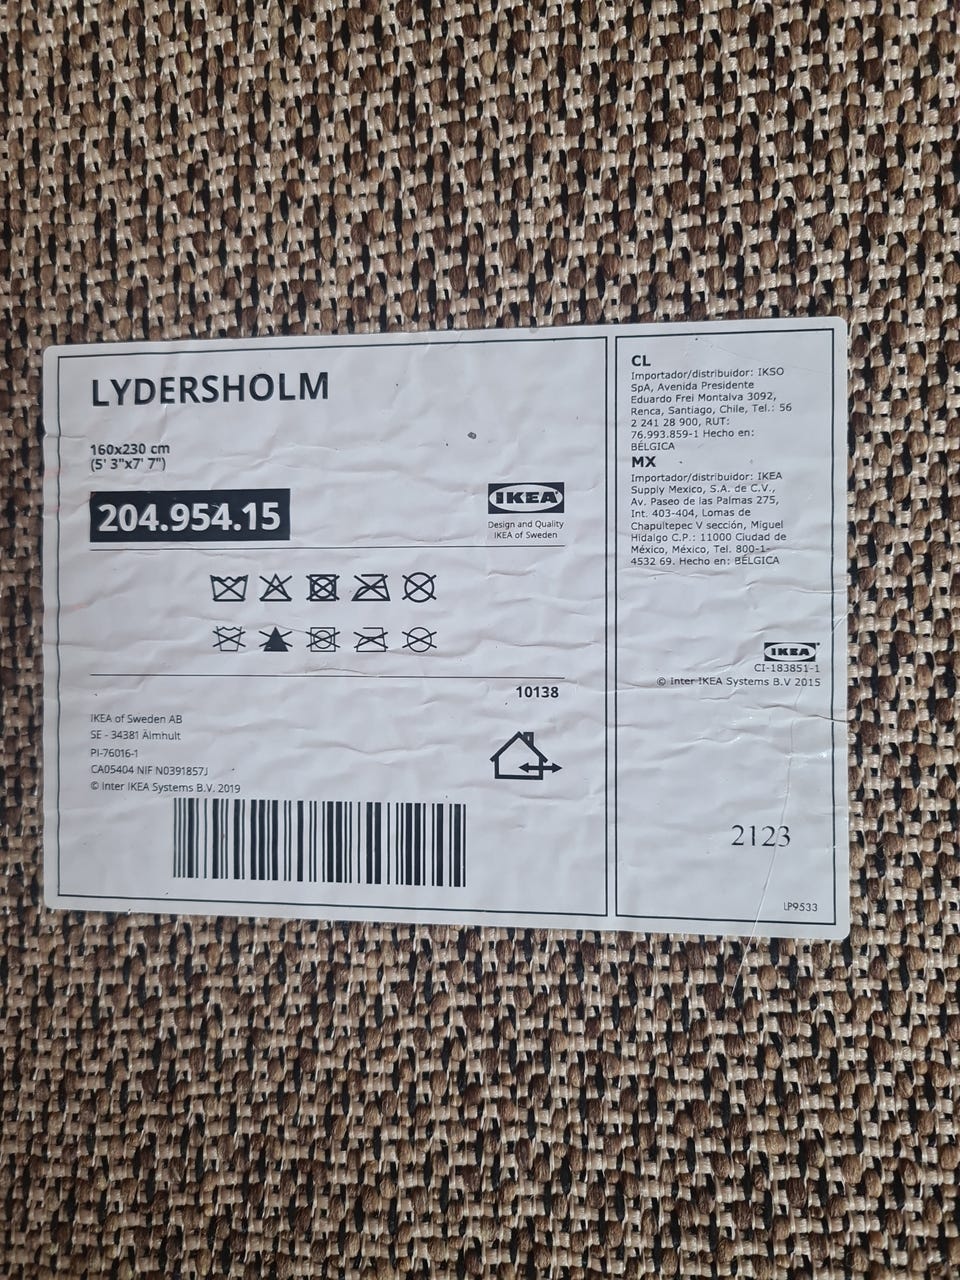 LYDERSHOLM
160x230 cm
(5' 3"x7' 7")
204.954.15
IKEA
Design and Quality
IKEA of Sweden
10138
IKEA of Sweden AB
SE - 34381 Älmhult
PI-76016-1
CA05404 NIF N0391857J
© Inter IKEA Systems B.V. 2019
CL
Importador/distribuidor: IKSO
SpA, Avenida Presidente
Eduardo Frei Montalva 3092,
Renca, Santiago, Chile, Tel.: 56
2 241 28 900, RUT:
76.993.859-1 Hecho en:
BÉLGICA
MX
Importador/distribuidor: IKEA
Supply Mexico, S.A. de C.V.,
Av. Paseo de las Palmas 275,
Int. 403-404, Lomas de
Chapultepec V sección, Miguel
Hidalgo C.P.: 11000 Ciudad de
México, México, Tel. 800-1-
4532 69. Hecho en: BÉLGICA
IKEA
CI-183851-1
© Inter IKEA Systems B.V 2015
2123
LP9533